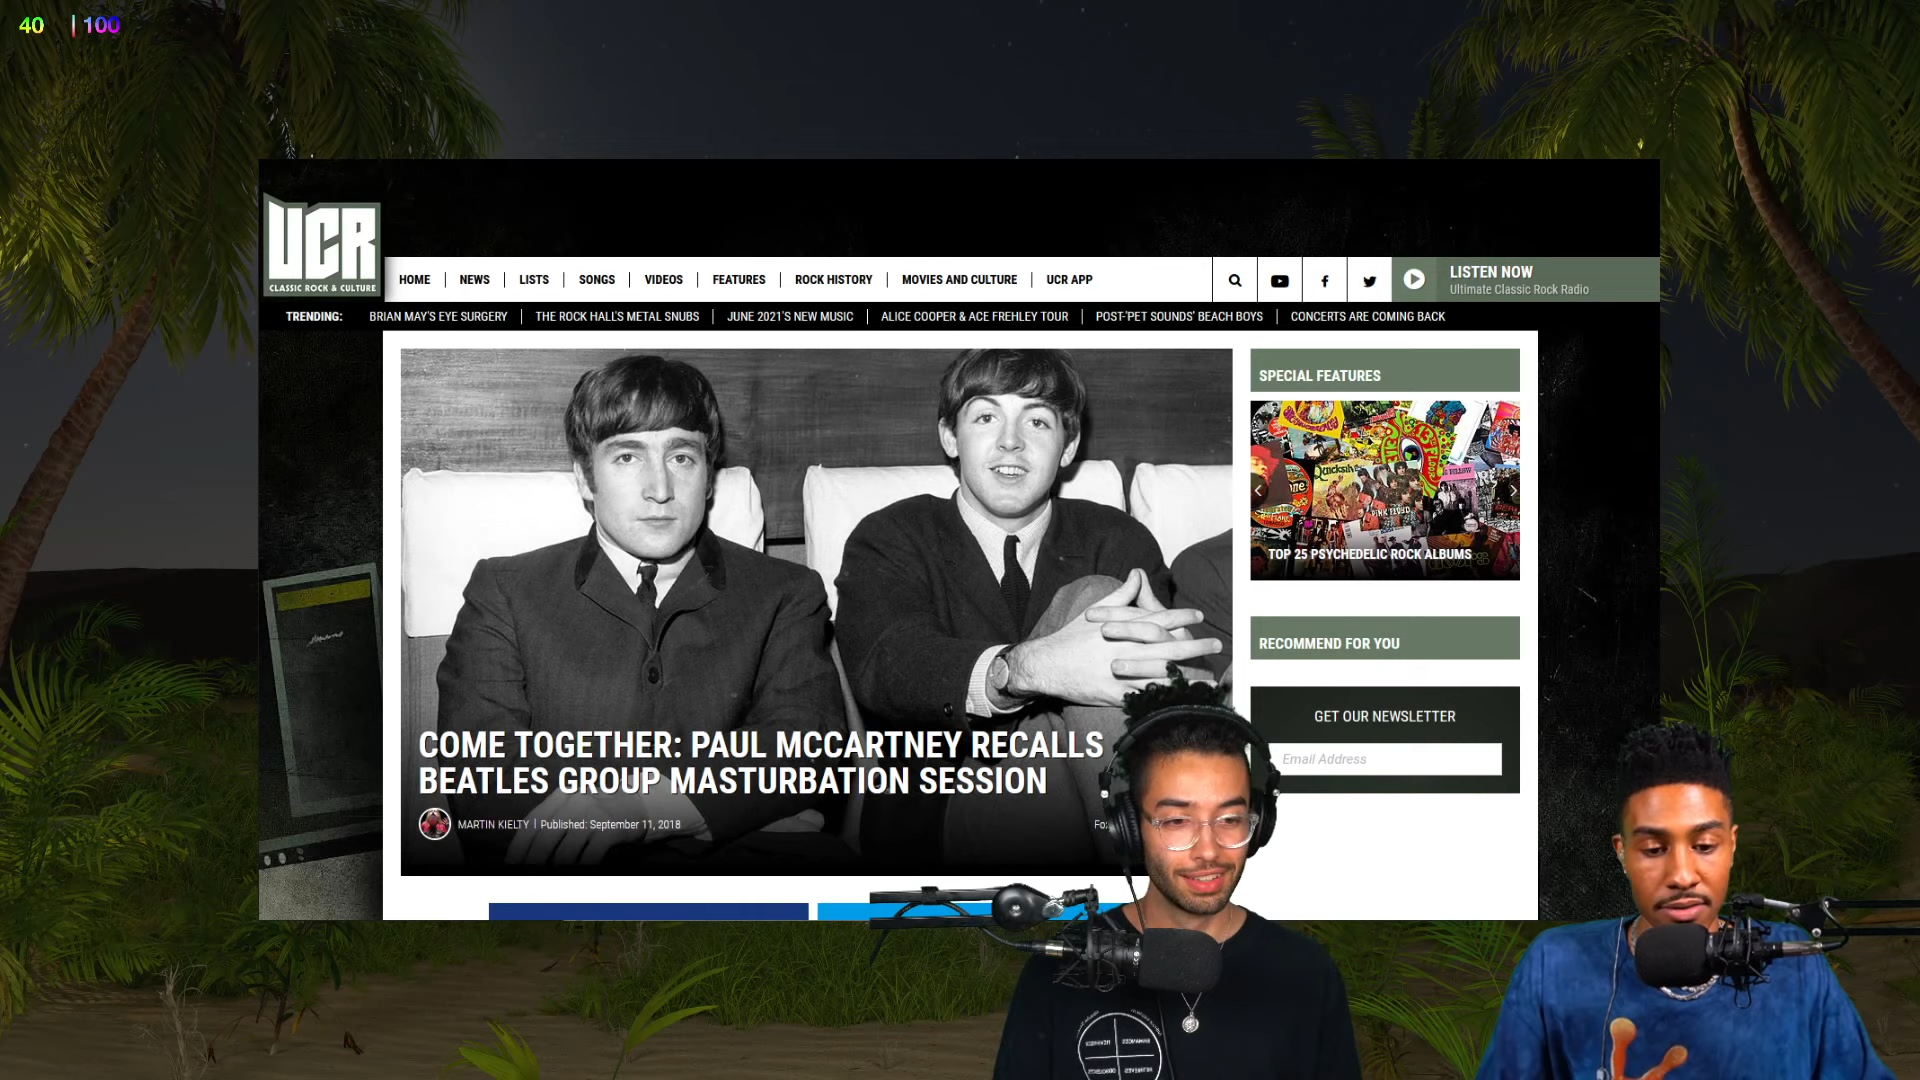 40 | 100
UCR
CLASSIC ROCK & CULTURE
HOME NEWS LISTS SONGS VIDEOS FEATURES ROCK HISTORY MOVIES AND CULTURE UCR APP
LISTEN NOW
Ultimate Classic Rock Radio
TRENDING: BRIAN MAY'S EYE SURGERY THE ROCK HALL'S METAL SNUBS JUNE 2021'S NEW MUSIC ALICE COOPER & ACE FREHLEY TOUR POST-'PET SOUNDS' BEACH BOYS CONCERTS ARE COMING BACK
COME TOGETHER: PAUL MCCARTNEY RECALLS
BEATLES GROUP MASTURBATION SESSION
MARTIN KIELTY | Published: September 11, 2018
SPECIAL FEATURES
PINK FLOYD
TOP 25 PSYCHEDELIC ROCK ALBUMS
RECOMMEND FOR YOU
GET OUR NEWSLETTER
Email Address